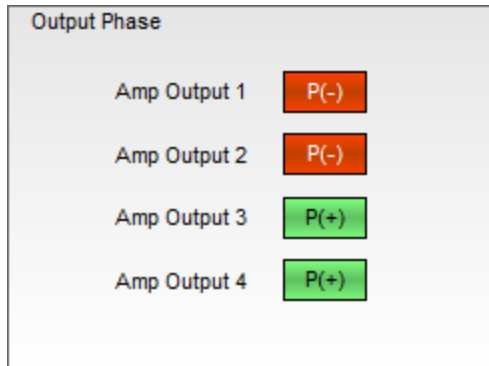 Output Phase
Amp Output 1 P(-)
Amp Output 2 P(-)
Amp Output 3 P(+)
Amp Output 4 P(+)